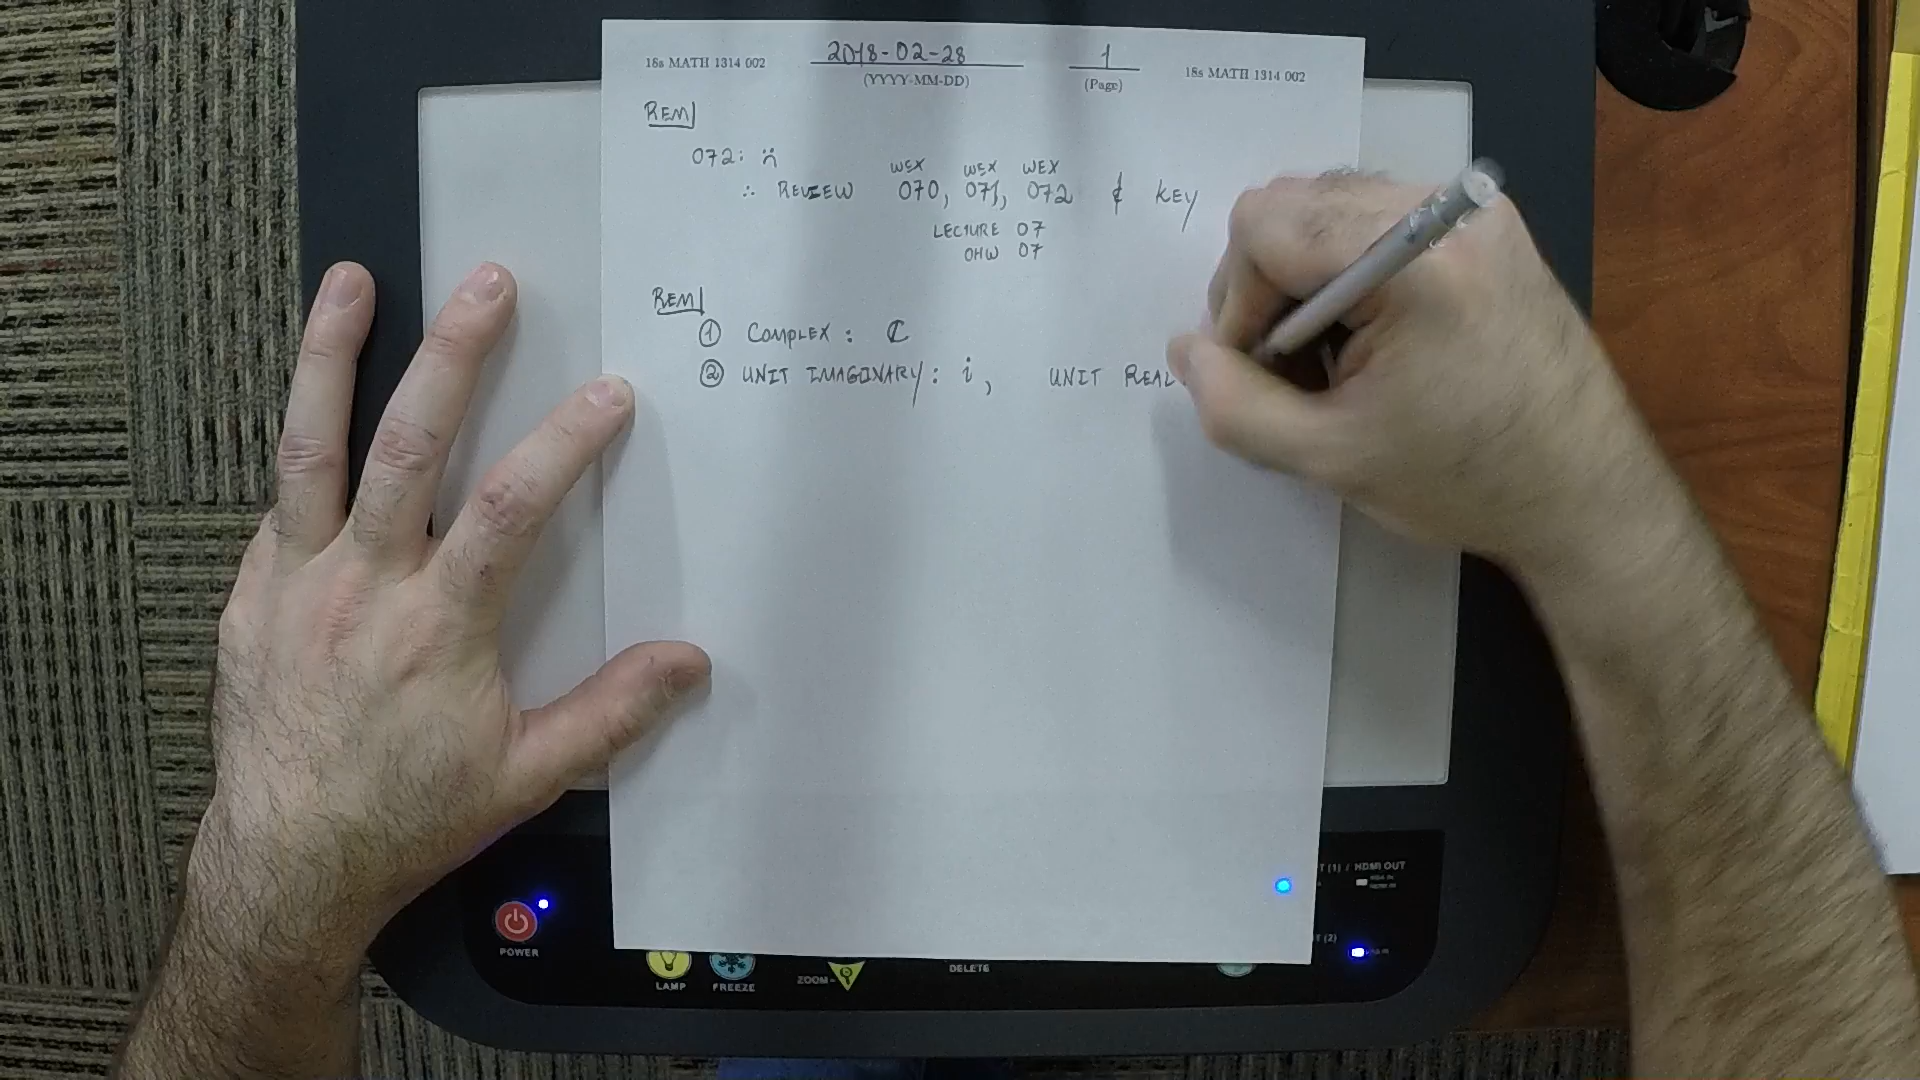 18s MATH 1314 002 2018-02-28 1 18s MATH 1314 002
(YYYY-MM-DD) (Page)
REM
072: ∩̈
WEX WEX WEX
∴ REVIEW 070, 071, 072 & KEY
LECTURE 07
OHW 07
REM
① COMPLEX: ℂ
② UNIT IMAGINARY: i, UNIT REAL
POWER
LAMP
FREEZE
ZOOM-
DELETE
T (1) / HDMI OUT
T (2)